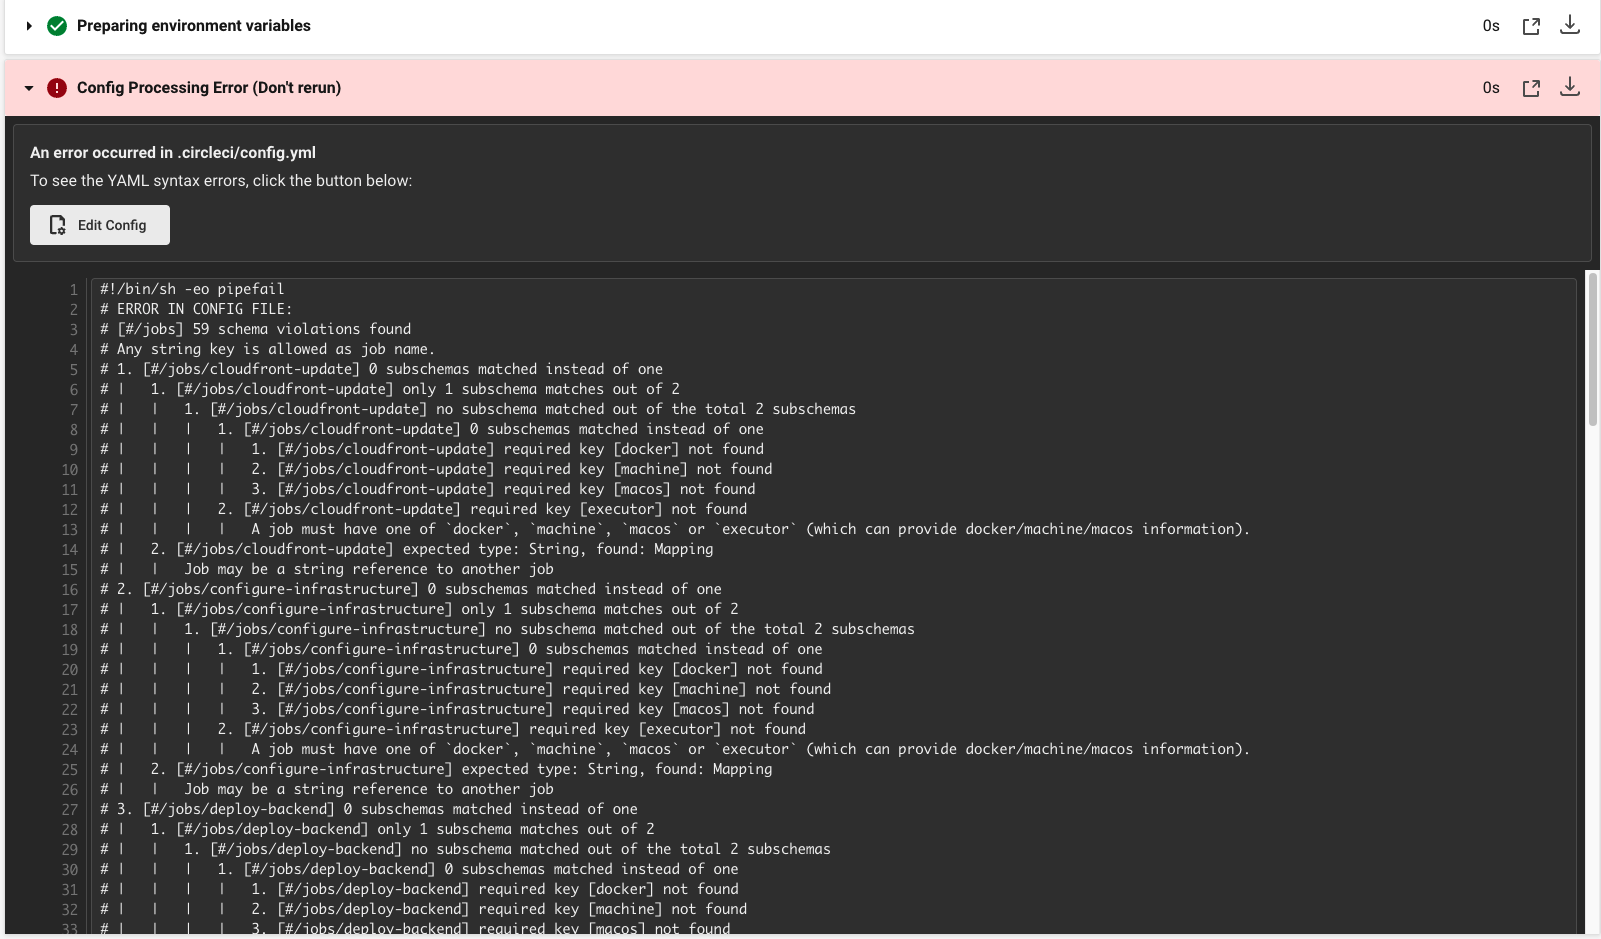 Preparing environment variables 0s
Config Processing Error (Don't rerun) 0s
An error occurred in .circleci/config.yml
To see the YAML syntax errors, click the button below:
Edit Config
1 #!/bin/sh -eo pipefail
2 # ERROR IN CONFIG FILE:
3 # [#/jobs] 59 schema violations found
4 # Any string key is allowed as job name.
5 # 1. [#/jobs/cloudfront-update] 0 subschemas matched instead of one
6 # |   1. [#/jobs/cloudfront-update] only 1 subschema matches out of 2
7 # |   |   1. [#/jobs/cloudfront-update] no subschema matched out of the total 2 subschemas
8 # |   |   |   1. [#/jobs/cloudfront-update] 0 subschemas matched instead of one
9 # |   |   |   |   1. [#/jobs/cloudfront-update] required key [docker] not found
10 # |   |   |   |   2. [#/jobs/cloudfront-update] required key [machine] not found
11 # |   |   |   |   3. [#/jobs/cloudfront-update] required key [macos] not found
12 # |   |   |   2. [#/jobs/cloudfront-update] required key [executor] not found
13 # |   |   |   |   A job must have one of `docker`, `machine`, `macos` or `executor` (which can provide docker/machine/macos information).
14 # |   2. [#/jobs/cloudfront-update] expected type: String, found: Mapping
15 # |   |   Job may be a string reference to another job
16 # 2. [#/jobs/configure-infrastructure] 0 subschemas matched instead of one
17 # |   1. [#/jobs/configure-infrastructure] only 1 subschema matches out of 2
18 # |   |   1. [#/jobs/configure-infrastructure] no subschema matched out of the total 2 subschemas
19 # |   |   |   1. [#/jobs/configure-infrastructure] 0 subschemas matched instead of one
20 # |   |   |   |   1. [#/jobs/configure-infrastructure] required key [docker] not found
21 # |   |   |   |   2. [#/jobs/configure-infrastructure] required key [machine] not found
22 # |   |   |   |   3. [#/jobs/configure-infrastructure] required key [macos] not found
23 # |   |   |   2. [#/jobs/configure-infrastructure] required key [executor] not found
24 # |   |   |   |   A job must have one of `docker`, `machine`, `macos` or `executor` (which can provide docker/machine/macos information).
25 # |   2. [#/jobs/configure-infrastructure] expected type: String, found: Mapping
26 # |   |   Job may be a string reference to another job
27 # 3. [#/jobs/deploy-backend] 0 subschemas matched instead of one
28 # |   1. [#/jobs/deploy-backend] only 1 subschema matches out of 2
29 # |   |   1. [#/jobs/deploy-backend] no subschema matched out of the total 2 subschemas
30 # |   |   |   1. [#/jobs/deploy-backend] 0 subschemas matched instead of one
31 # |   |   |   |   1. [#/jobs/deploy-backend] required key [docker] not found
32 # |   |   |   |   2. [#/jobs/deploy-backend] required key [machine] not found
33 # |   |   |   |   3. [#/jobs/deploy-backend] required key [macos] not found